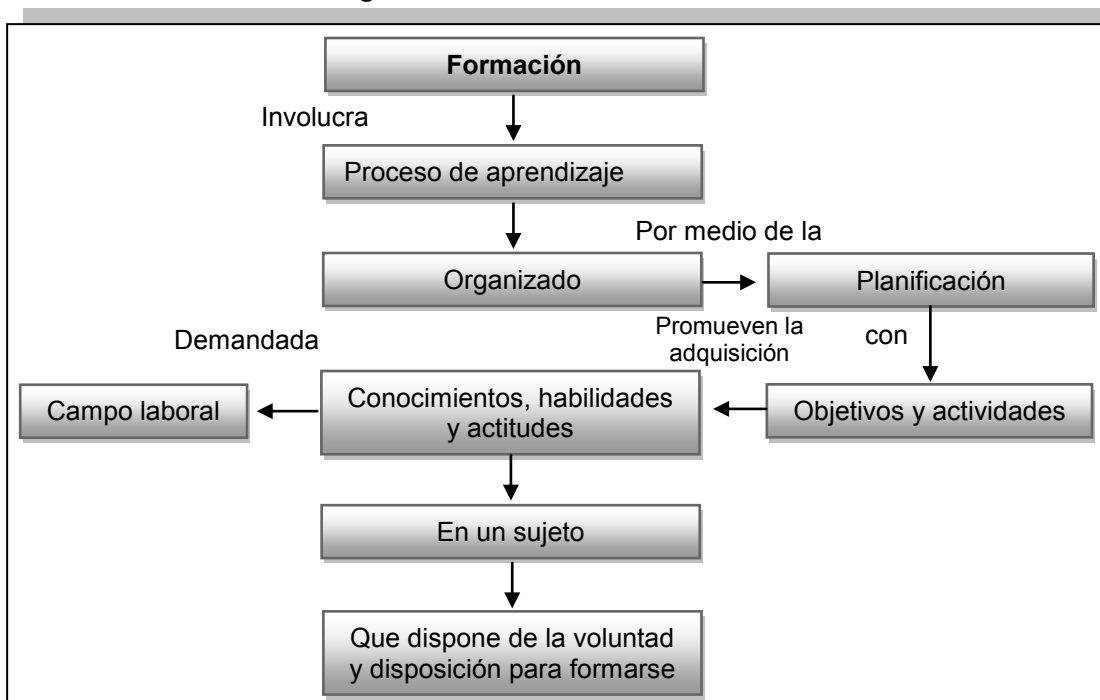 Formación
Involucra
Proceso de aprendizaje
Por medio de la
Organizado
Planificación
Demandada
Promueven la
adquisición
con
Campo laboral
Conocimientos, habilidades
y actitudes
Objetivos y actividades
En un sujeto
Que dispone de la voluntad
y disposición para formarse